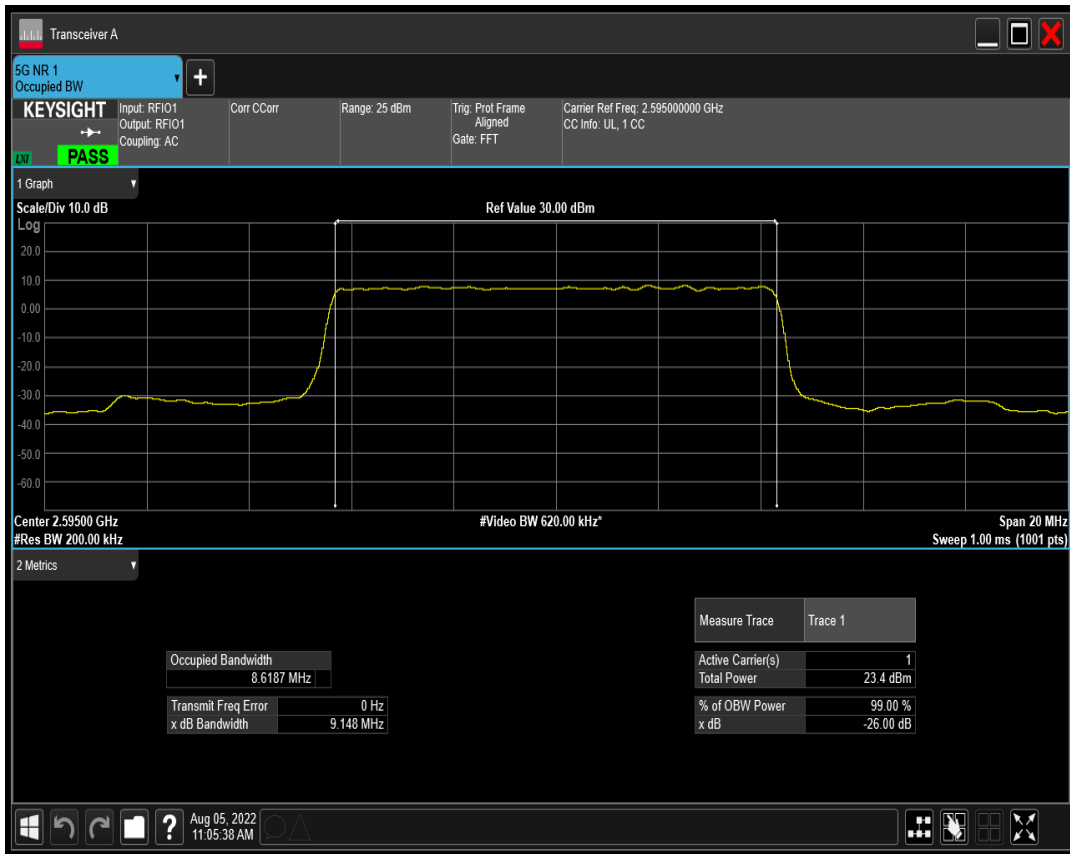 Transceiver A
5G NR 1
Occupied BW
+
KEYSIGHT
LXI
PASS
Input: RFIO1
Output: RFIO1
Coupling: AC
Corr CCorr
Range: 25 dBm
Trig: Prot Frame
Aligned
Gate: FFT
Carrier Ref Freq: 2.595000000 GHz
CC Info: UL, 1 CC
1 Graph
Scale/Div 10.0 dB
Ref Value 30.00 dBm
Log
20.0
10.0
0.00
-10.0
-20.0
-30.0
-40.0
-50.0
-60.0
Center 2.59500 GHz
#Video BW 620.00 kHz*
Span 20 MHz
#Res BW 200.00 kHz
Sweep 1.00 ms (1001 pts)
2 Metrics
Measure Trace Trace 1
Occupied Bandwidth
8.6187 MHz
Active Carrier(s) 1
Total Power 23.4 dBm
Transmit Freq Error 0 Hz
x dB Bandwidth 9.148 MHz
% of OBW Power 99.00 %
x dB -26.00 dB
?
Aug 05, 2022
11:05:38 AM